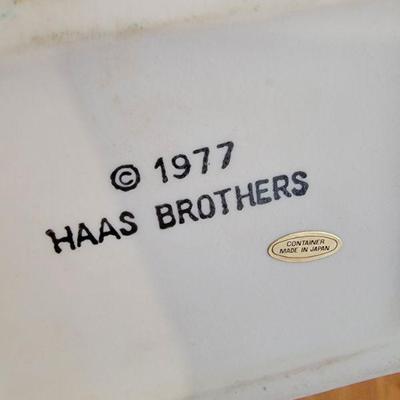 © 1977
HAAS BROTHERS
CONTAINER
MADE IN JAPAN